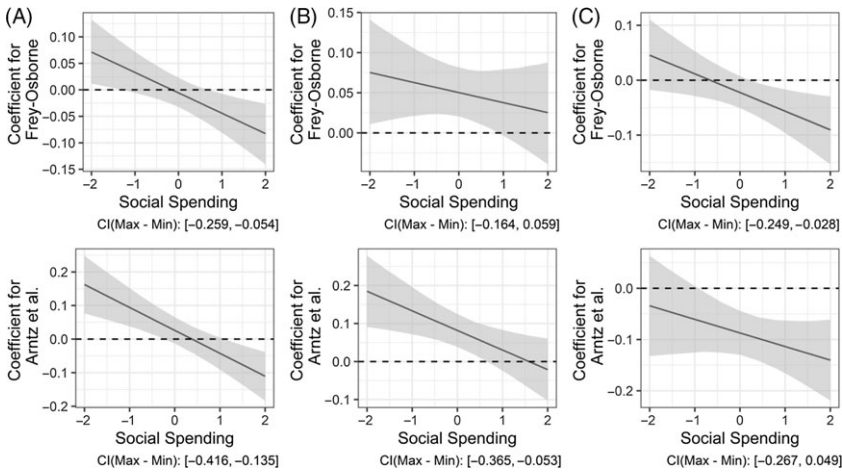 (A)
Coefficient for
Frey-Osborne
0.10
0.05
0.00
−0.05
−0.10
−0.15
−2 −1 0 1 2
Social Spending
CI(Max - Min): [−0.259, −0.054]
(B)
Coefficient for
Frey-Osborne
0.15
0.10
0.05
0.00
−2 −1 0 1 2
Social Spending
CI(Max - Min): [−0.164, 0.059]
(C)
Coefficient for
Frey-Osborne
−0.1
0.0
−0.1
−2 −1 0 1 2
Social Spending
CI(Max - Min): [−0.249, −0.028]
Coefficient for
Arntz et al.
0.2
0.1
0.0
−0.1
−0.2
−2 −1 0 1 2
Social Spending
CI(Max - Min): [−0.416, −0.135]
Coefficient for
Arntz et al.
0.2
0.1
0.0
−0.1
−2 −1 0 1 2
Social Spending
CI(Max - Min): [−0.365, −0.053]
Coefficient for
Arntz et al.
0.0
−0.1
−0.2
−2 −1 0 1 2
Social Spending
CI(Max - Min): [−0.267, 0.049]